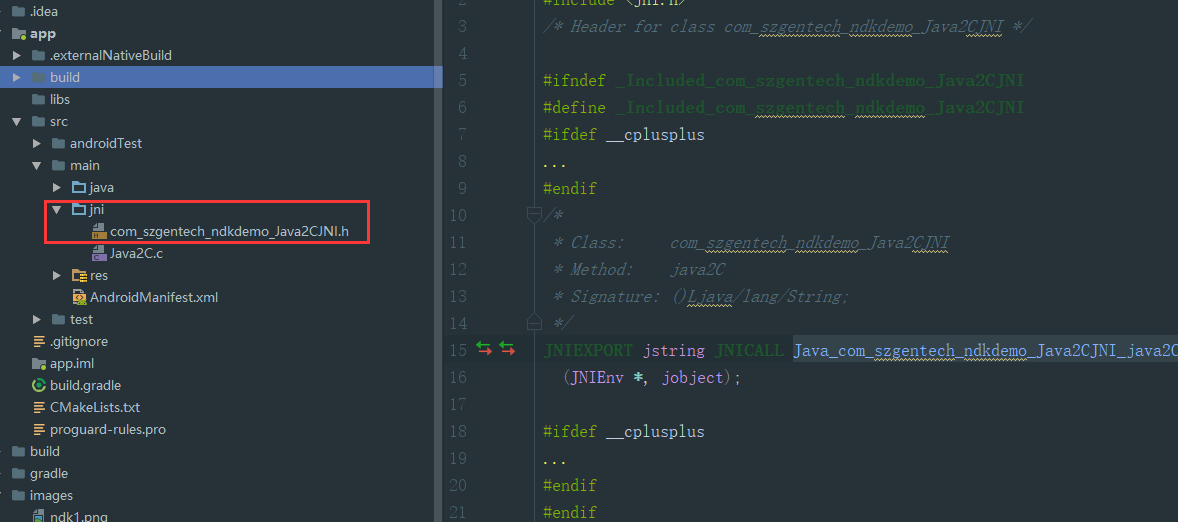 .idea
app
.externalNativeBuild
build
libs
src
androidTest
main
java
jni
com_szgentech_ndkdemo_Java2CJNI.h
Java2C.c
res
AndroidManifest.xml
test
.gitignore
app.iml
build.gradle
CMakeLists.txt
proguard-rules.pro
build
gradle
images
ndk1.png
2 #include <jni.h>
3 /* Header for class com_szgentech_ndkdemo_Java2CJNI */
4
5 #ifndef _Included_com_szgentech_ndkdemo_Java2CJNI
6 #define _Included_com_szgentech_ndkdemo_Java2CJNI
7 #ifdef __cplusplus
8 ...
9 #endif
10 /*
11 * Class:     com_szgentech_ndkdemo_Java2CJNI
12 * Method:    java2C
13 * Signature: ()Ljava/lang/String;
14 */
15 JNIEXPORT jstring JNICALL Java_com_szgentech_ndkdemo_Java2CJNI_java2C
16 (JNIEnv *, jobject);
17
18 #ifdef __cplusplus
19 ...
20 #endif
21 #endif